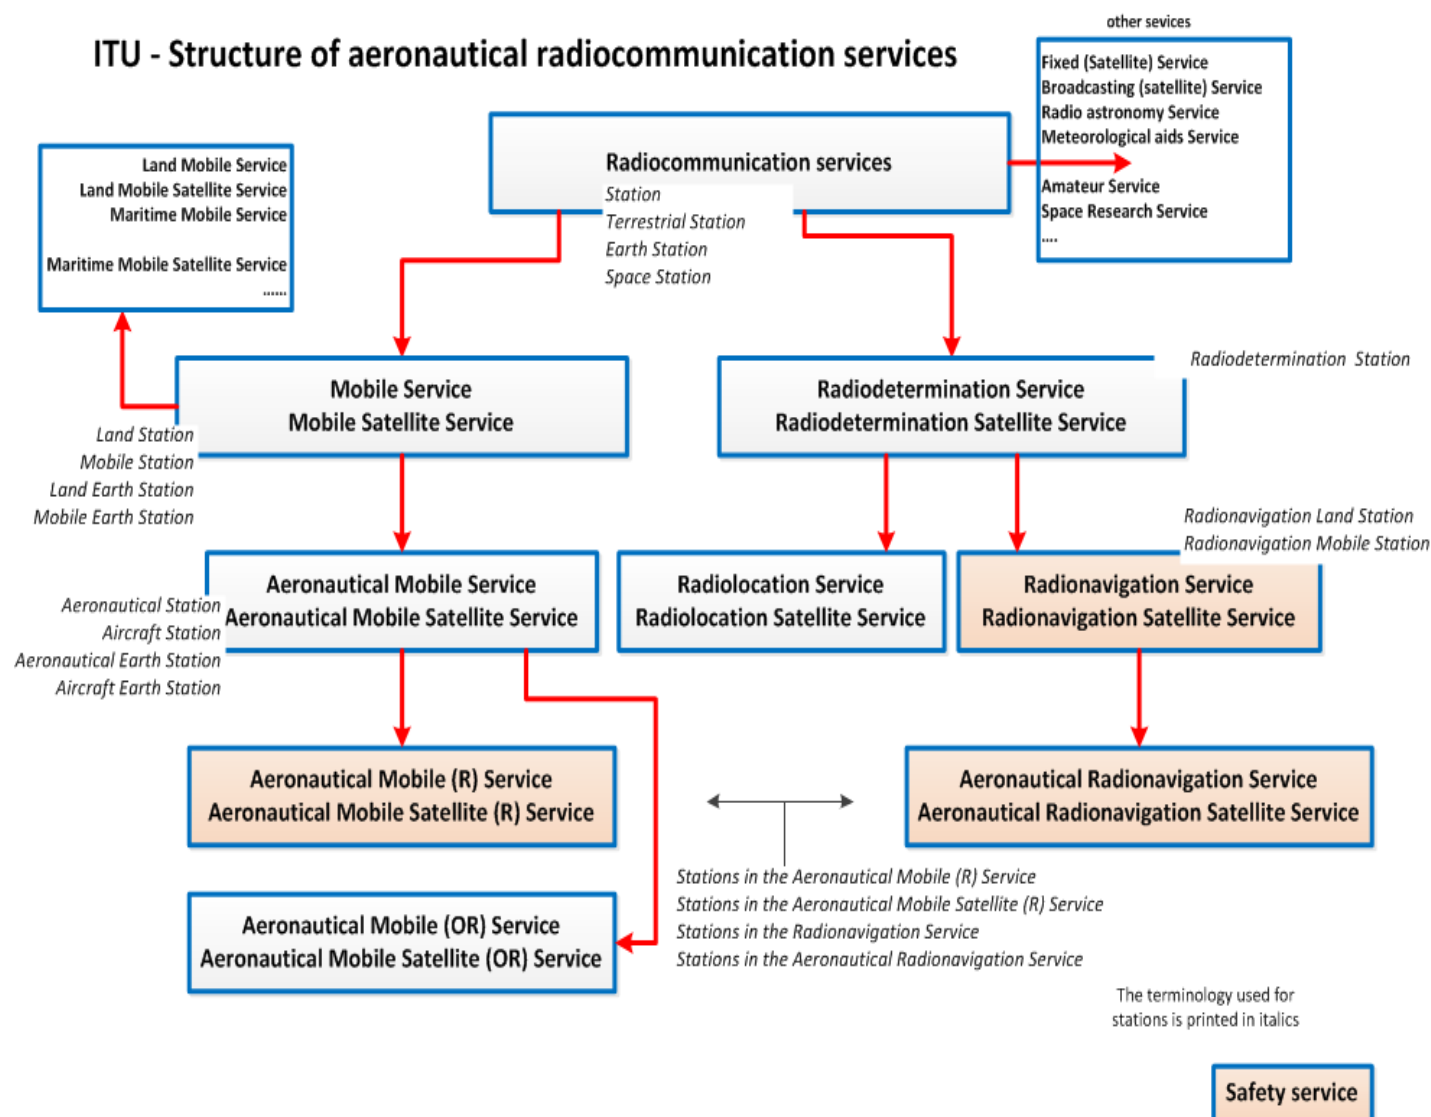 other sevices
ITU - Structure of aeronautical radiocommunication services
Fixed (Satellite) Service
Broadcasting (satellite) Service
Radio astronomy Service
Meteorological aids Service
Amateur Service
Space Research Service
....
Land Mobile Service
Land Mobile Satellite Service
Maritime Mobile Service
Maritime Mobile Satellite Service
......
Radiocommunication services
Station
Terrestrial Station
Earth Station
Space Station
Mobile Service
Mobile Satellite Service
Land Station
Mobile Station
Land Earth Station
Mobile Earth Station
Radiodetermination Service
Radiodetermination Satellite Service
Radiodetermination Station
Radionavigation Land Station
Radionavigation Mobile Station
Aeronautical Mobile Service
Aeronautical Mobile Satellite Service
Aeronautical Station
Aircraft Station
Aeronautical Earth Station
Aircraft Earth Station
Radiolocation Service
Radiolocation Satellite Service
Radionavigation Service
Radionavigation Satellite Service
Aeronautical Mobile (R) Service
Aeronautical Mobile Satellite (R) Service
Aeronautical Radionavigation Service
Aeronautical Radionavigation Satellite Service
Aeronautical Mobile (OR) Service
Aeronautical Mobile Satellite (OR) Service
Stations in the Aeronautical Mobile (R) Service
Stations in the Aeronautical Mobile Satellite (R) Service
Stations in the Radionavigation Service
Stations in the Aeronautical Radionavigation Service
The terminology used for
stations is printed in italics
Safety service